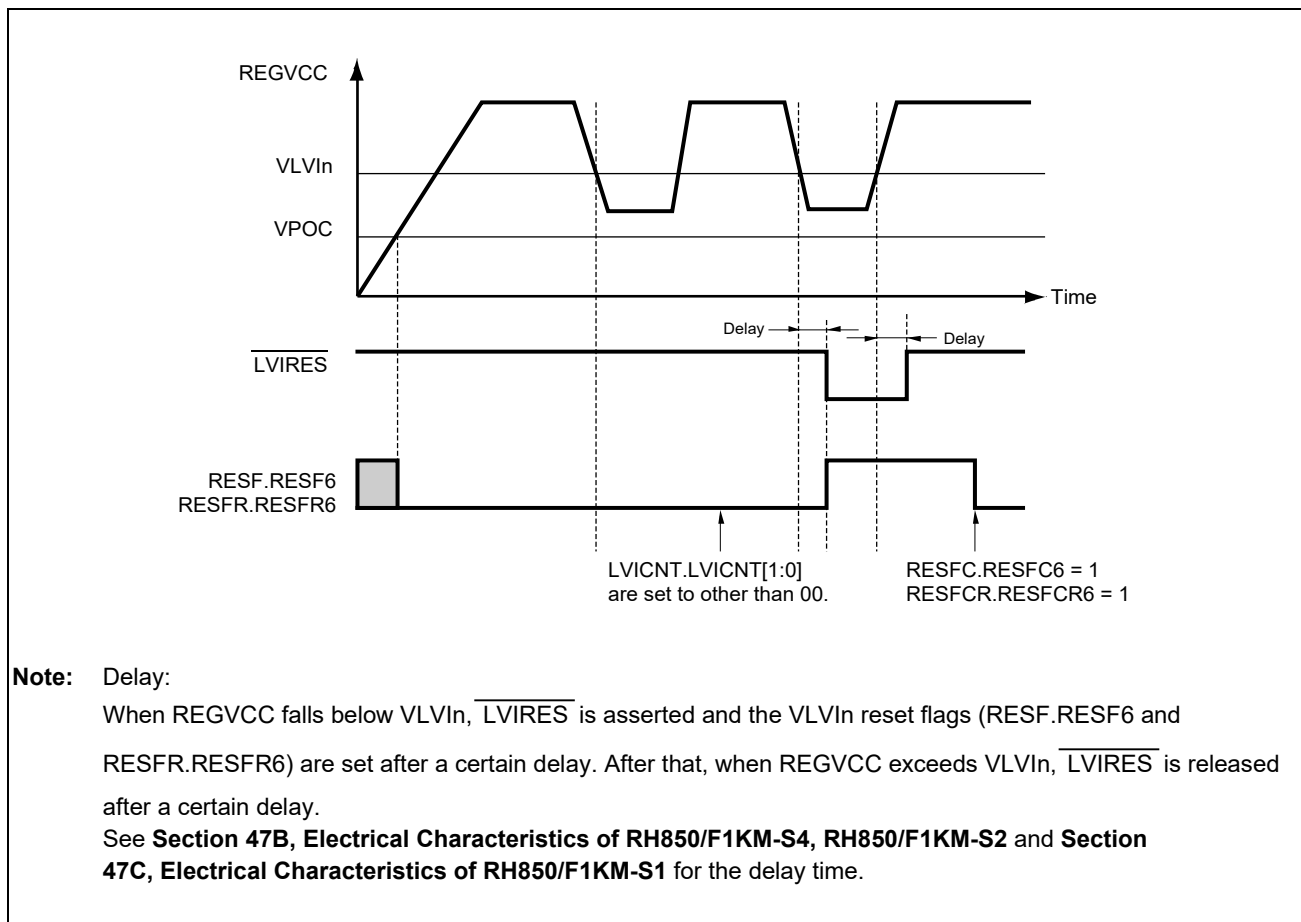 REGVCC
VLVIn
VPOC
Time
Delay
Delay
LVIRES
RESF.RESF6
RESFR.RESFR6
LVICNT.LVICNT[1:0]
are set to other than 00.
RESFC.RESFC6 = 1
RESFCR.RESFCR6 = 1
Note: Delay:
When REGVCC falls below VLVIn, LVIRES is asserted and the VLVIn reset flags (RESF.RESF6 and
RESFR.RESFR6) are set after a certain delay. After that, when REGVCC exceeds VLVIn, LVIRES is released
after a certain delay.
See Section 47B, Electrical Characteristics of RH850/F1KM-S4, RH850/F1KM-S2 and Section
47C, Electrical Characteristics of RH850/F1KM-S1 for the delay time.